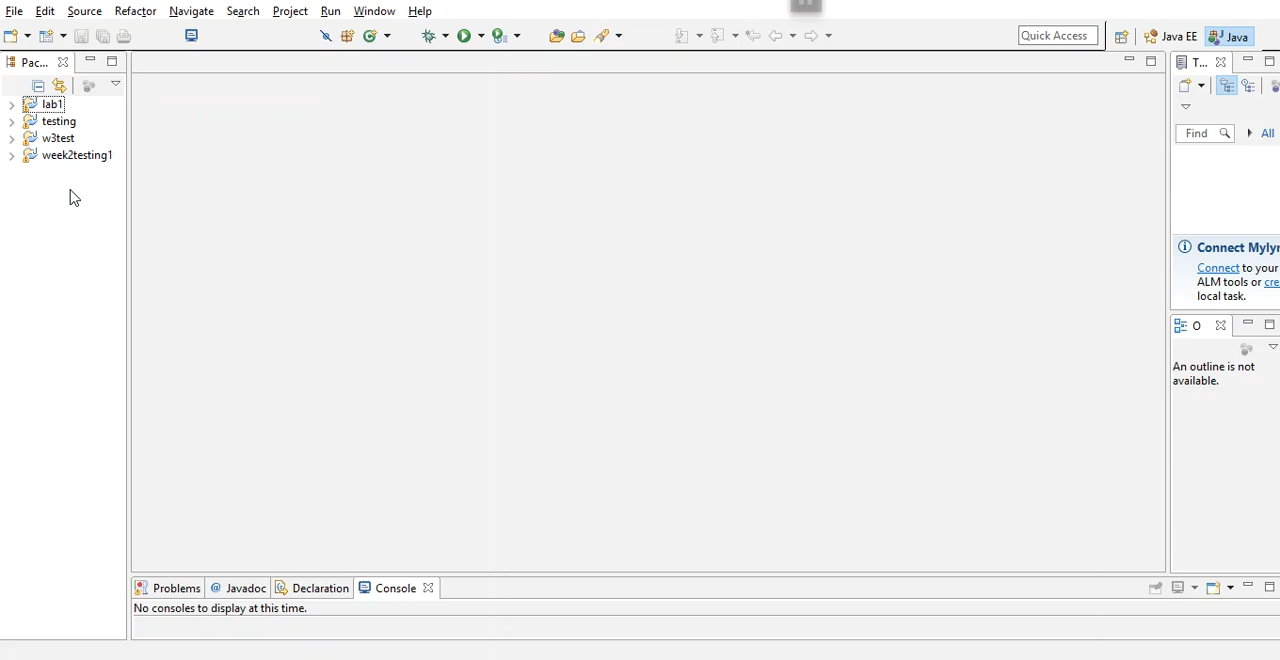 File Edit Source Refactor Navigate Search Project Run Window Help
Quick Access Java EE Java
Pac... T...
lab1
testing
w3test
week2testing1
Find All
Connect Mylyn
Connect to your
ALM tools or cre
local task.
O
An outline is not
available.
Problems @ Javadoc Declaration Console
No consoles to display at this time.